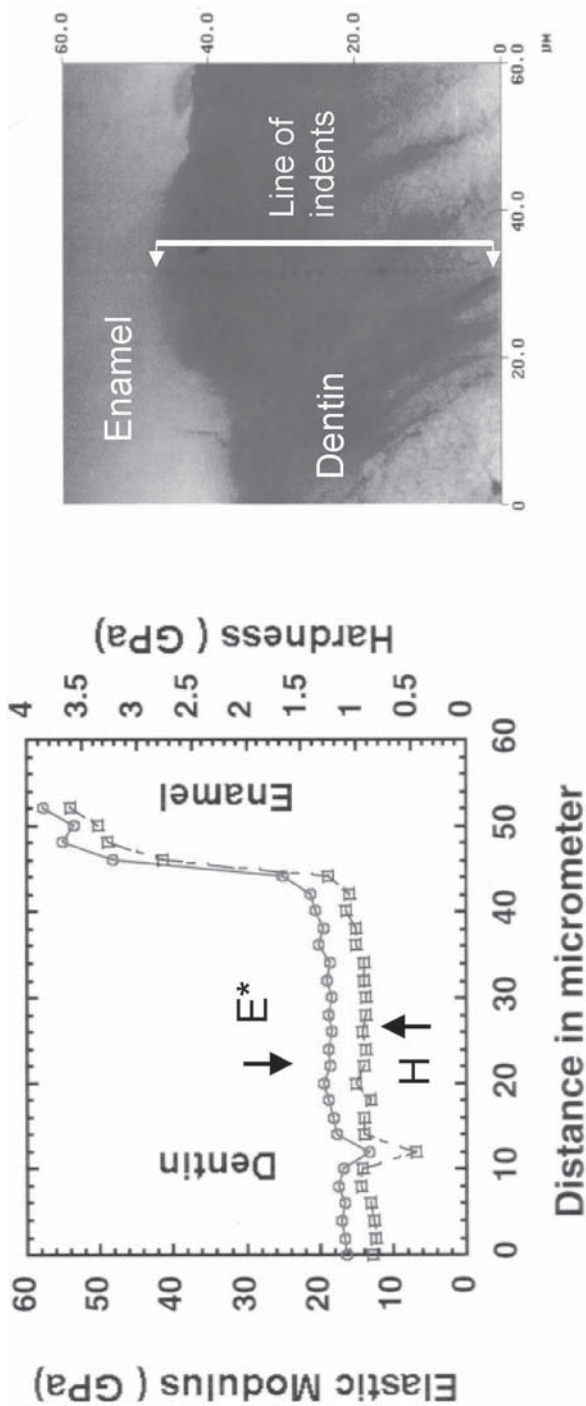 Elastic Modulus ( GPa)
60
50
40
30
20
10
0
Dentin
Enamel
E*
H
0
10
20
30
40
50
60
Distance in micrometer
4
3.5
3
2.5
2
1.5
1
0.5
0
Hardness ( GPa)
Enamel
Dentin
Line of
indents
60.0
40.0
20.0
0
0
20.0
40.0
60.0
µM